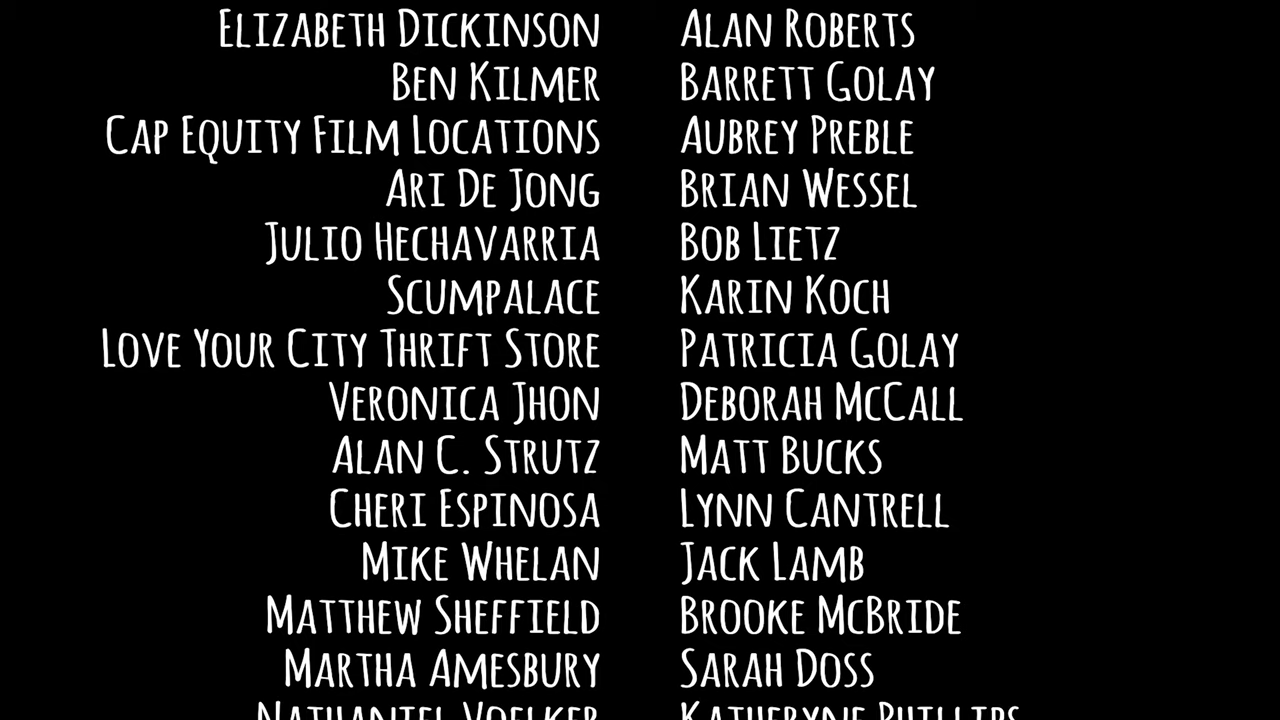 Elizabeth Dickinson Alan Roberts
Ben Kilmer Barrett Golay
Cap Equity Film Locations Aubrey Preble
Ari De Jong Brian Wessel
Julio Hechavarria Bob Lietz
Scumpalace Karin Koch
Love Your City Thrift Store Patricia Golay
Veronica Jhon Deborah McCall
Alan C. Strutz Matt Bucks
Cheri Espinosa Lynn Cantrell
Mike Whelan Jack Lamb
Matthew Sheffield Brooke McBride
Martha Amesbury Sarah Doss
Nathaniel Voelker Katheryne Phillips